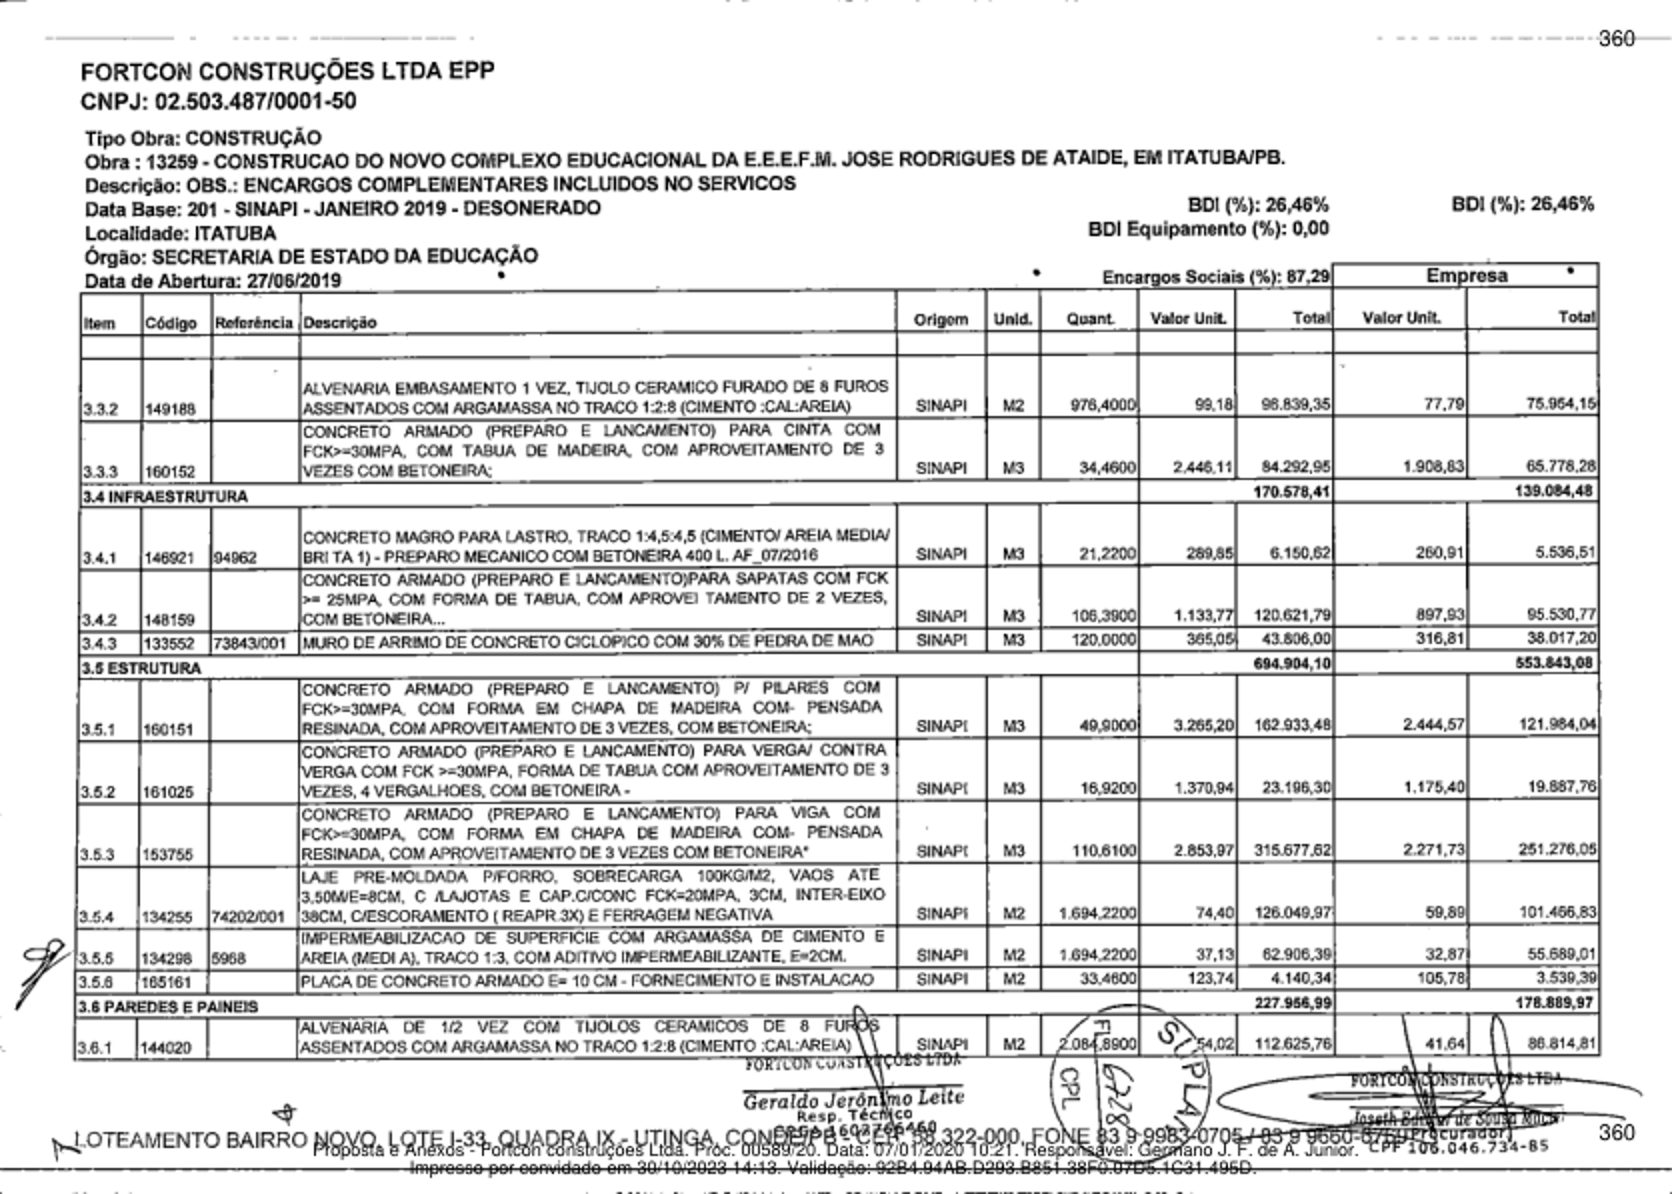 360
FORTCON CONSTRUÇÕES LTDA EPP
CNPJ: 02.503.487/0001-50
Tipo Obra: CONSTRUÇÃO
Obra : 13259 - CONSTRUCAO DO NOVO COMPLEXO EDUCACIONAL DA E.E.E.F.M. JOSE RODRIGUES DE ATAIDE, EM ITATUBA/PB.
Descrição: OBS.: ENCARGOS COMPLEMENTARES INCLUIDOS NO SERVICOS
Data Base: 201 - SINAPI - JANEIRO 2019 - DESONERADO BDI (%): 26,46% BDI (%): 26,46%
Localidade: ITATUBA BDI Equipamento (%): 0,00
Órgão: SECRETARIA DE ESTADO DA EDUCAÇÃO
Data de Abertura: 27/06/2019 Encargos Sociais (%): 87,29 Empresa
Item Código Referência Descrição Origem Unid. Quant. Valor Unit. Total Valor Unit. Total
ALVENARIA EMBASAMENTO 1 VEZ, TIJOLO CERAMICO FURADO DE 8 FUROS
3.3.2 149188 ASSENTADOS COM ARGAMASSA NO TRACO 1:2:8 (CIMENTO :CAL:AREIA) SINAPI M2 976,4000 99,18 96.839,35 77,79 75.954,15
CONCRETO ARMADO (PREPARO E LANCAMENTO) PARA CINTA COM
FCK>=30MPA, COM TABUA DE MADEIRA, COM APROVEITAMENTO DE 3
3.3.3 160152 VEZES COM BETONEIRA; SINAPI M3 34,4600 2.446,11 84.292,95 1.908,83 65.778,28
3.4 INFRAESTRUTURA 170.578,41 139.084,48
CONCRETO MAGRO PARA LASTRO, TRACO 1:4,5:4,5 (CIMENTO/ AREIA MEDIA/
3.4.1 146921 94962 BRI TA 1) - PREPARO MECANICO COM BETONEIRA 400 L. AF_07/2016 SINAPI M3 21,2200 289,85 6.150,62 260,91 5.536,51
CONCRETO ARMADO (PREPARO E LANCAMENTO)PARA SAPATAS COM FCK
>= 25MPA, COM FORMA DE TABUA, COM APROVEI TAMENTO DE 2 VEZES,
3.4.2 148159 COM BETONEIRA... SINAPI M3 106,3900 1.133,77 120.621,79 897,93 95.530,77
3.4.3 133552 73843/001 MURO DE ARRIMO DE CONCRETO CICLOPICO COM 30% DE PEDRA DE MAO SINAPI M3 120,0000 365,05 43.806,00 316,81 38.017,20
3.5 ESTRUTURA 694.904,10 553.843,08
CONCRETO ARMADO (PREPARO E LANCAMENTO) P/ PILARES COM
FCK>=30MPA, COM FORMA EM CHAPA DE MADEIRA COM- PENSADA
3.5.1 160151 RESINADA, COM APROVEITAMENTO DE 3 VEZES, COM BETONEIRA; SINAPI M3 49,9000 3.265,20 162.933,48 2.444,57 121.984,04
CONCRETO ARMADO (PREPARO E LANCAMENTO) PARA VERGA/ CONTRA
VERGA COM FCK >=30MPA, FORMA DE TABUA COM APROVEITAMENTO DE 3
3.5.2 161025 VEZES, 4 VERGALHOES, COM BETONEIRA - SINAPI M3 16,9200 1.370,94 23.196,30 1.175,40 19.887,76
CONCRETO ARMADO (PREPARO E LANCAMENTO) PARA VIGA COM
FCK>=30MPA, COM FORMA EM CHAPA DE MADEIRA COM- PENSADA
3.5.3 153755 RESINADA, COM APROVEITAMENTO DE 3 VEZES COM BETONEIRA* SINAPI M3 110,6100 2.853,97 315.677,62 2.271,73 251.276,05
LAJE PRE-MOLDADA P/FORRO, SOBRECARGA 100KG/M2, VAOS ATE
3,50M/E=8CM, C /LAJOTAS E CAP.C/CONC FCK=20MPA, 3CM, INTER-EIXO
3.5.4 134255 74202/001 38CM, C/ESCORAMENTO ( REAPR.3X) E FERRAGEM NEGATIVA SINAPI M2 1.694,2200 74,40 126.049,97 59,89 101.466,83
IMPERMEABILIZACAO DE SUPERFICIE COM ARGAMASSA DE CIMENTO E
3.5.5 134298 5968 AREIA (MEDI A), TRACO 1:3, COM ADITIVO IMPERMEABILIZANTE, E=2CM. SINAPI M2 1.694,2200 37,13 62.906,39 32,87 55.689,01
3.5.6 165161 PLACA DE CONCRETO ARMADO E= 10 CM - FORNECIMENTO E INSTALACAO SINAPI M2 33,4600 123,74 4.140,34 105,78 3.539,39
3.6 PAREDES E PAINEIS 227.956,99 178.889,97
ALVENARIA DE 1/2 VEZ COM TIJOLOS CERAMICOS DE 8 FUROS
3.6.1 144020 ASSENTADOS COM ARGAMASSA NO TRACO 1:2:8 (CIMENTO :CAL:AREIA) SINAPI M2 2.084,8900 54,02 112.625,76 41,64 86.814,81
FORTCON CONSTRUÇÕES LTDA
Geraldo Jerônimo Leite
Resp. Técnico
CREA 1603766460
SUPLAN
FL
CPL
FORTCON CONSTRUÇÕES LTDA
(Procurador)
CPF 106.046.734-85
LOTEAMENTO BAIRRO NOVO, LOTE I-33, QUADRA IX - UTINGA, CONDE/PB - CEP 58.322-000, FONE 83 9 9983-0705 / 83 9
360
Proposta e Anexos - Fortcon construções Ltda. Proc. 00589/20. Data: 07/01/2020 10:21. Responsável: Germano J. F. de A. Junior.
Impresso por convidado em 30/10/2023 14:13. Validação: 92B4.94AB.D293.B851.38F0.07D5.1C31.495D.